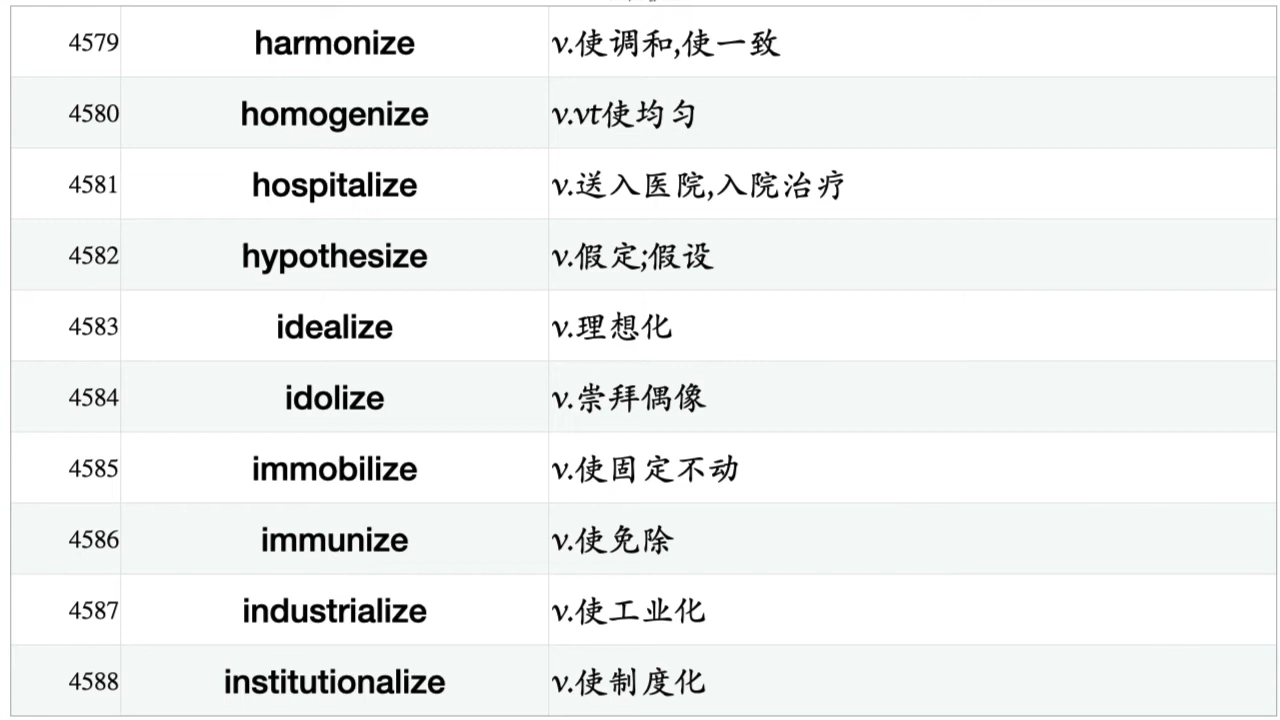 4579 harmonize v.使调和,使一致
4580 homogenize v.vt使均匀
4581 hospitalize v.送入医院,入院治疗
4582 hypothesize v.假定;假设
4583 idealize v.理想化
4584 idolize v.崇拜偶像
4585 immobilize v.使固定不动
4586 immunize v.使免除
4587 industrialize v.使工业化
4588 institutionalize v.使制度化